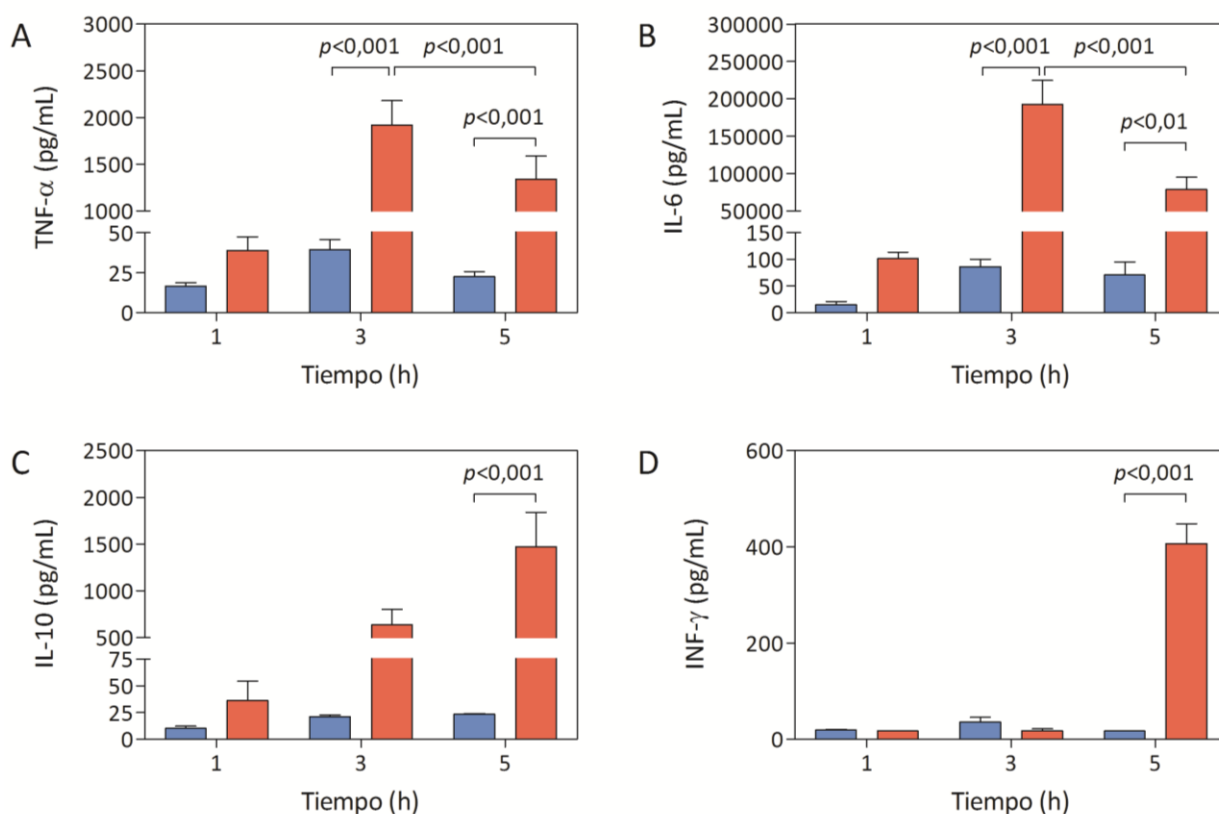 A
TNF-α (pg/mL)
3000
2500
2000
1500
1000
50
25
0
p<0,001
p<0,001
p<0,001
1
3
5
Tiempo (h)
B
IL-6 (pg/mL)
300000
250000
200000
150000
100000
50000
150
100
50
0
p<0,001
p<0,001
p<0,01
1
3
5
Tiempo (h)
C
IL-10 (pg/mL)
2500
2000
1500
1000
500
75
50
25
0
p<0,001
1
3
5
Tiempo (h)
D
INF-γ (pg/mL)
600
400
200
0
p<0,001
1
3
5
Tiempo (h)